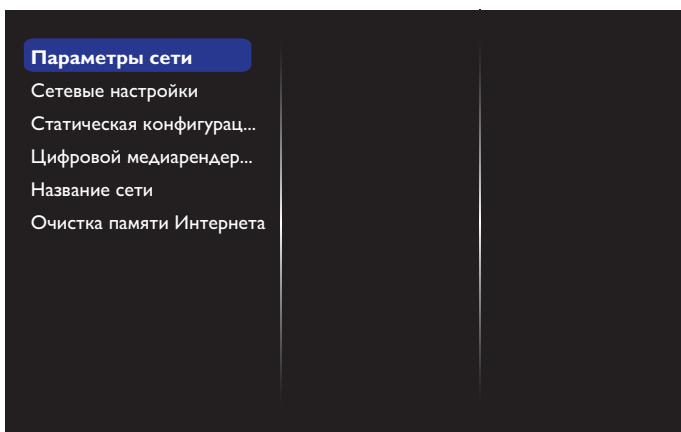 Параметры сети
Сетевые настройки
Статическая конфигурац...
Цифровой медиарендер...
Название сети
Очистка памяти Интернета